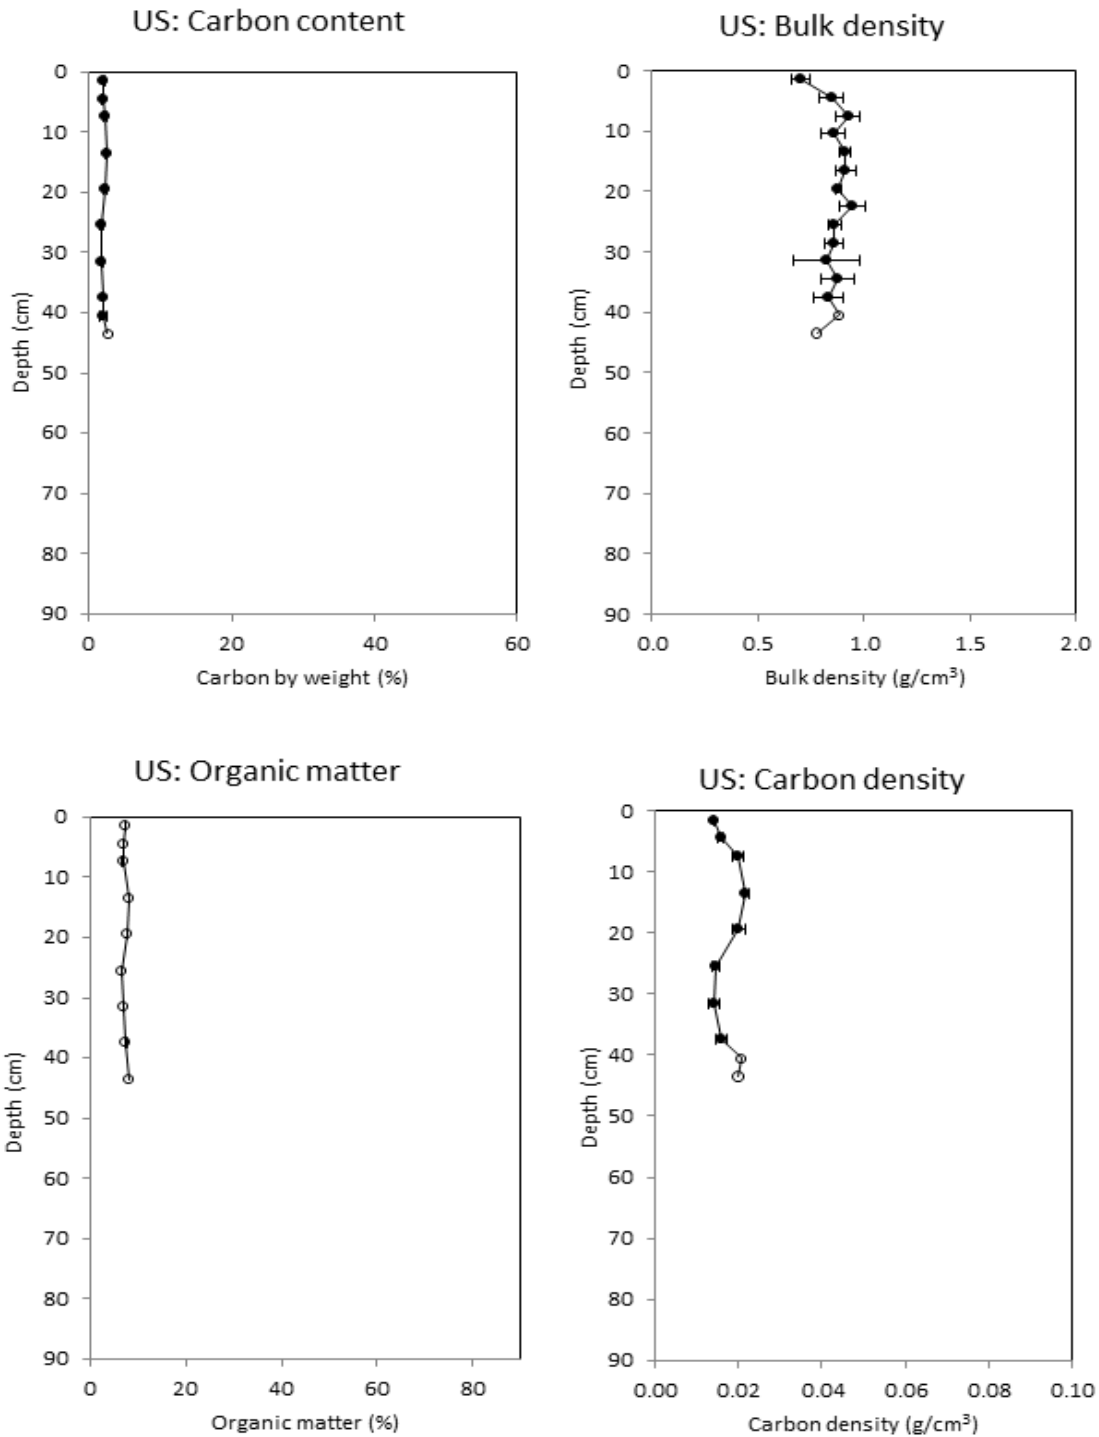 US: Carbon content
0
10
20
30
40
50
60
70
80
90
Depth (cm)
0 20 40 60
Carbon by weight (%)
US: Bulk density
0
10
20
30
40
50
60
70
80
90
Depth (cm)
0.0 0.5 1.0 1.5 2.0
Bulk density (g/cm³)
US: Organic matter
0
10
20
30
40
50
60
70
80
90
Depth (cm)
0 20 40 60 80
Organic matter (%)
US: Carbon density
0
10
20
30
40
50
60
70
80
90
Depth (cm)
0.00 0.02 0.04 0.06 0.08 0.10
Carbon density (g/cm³)